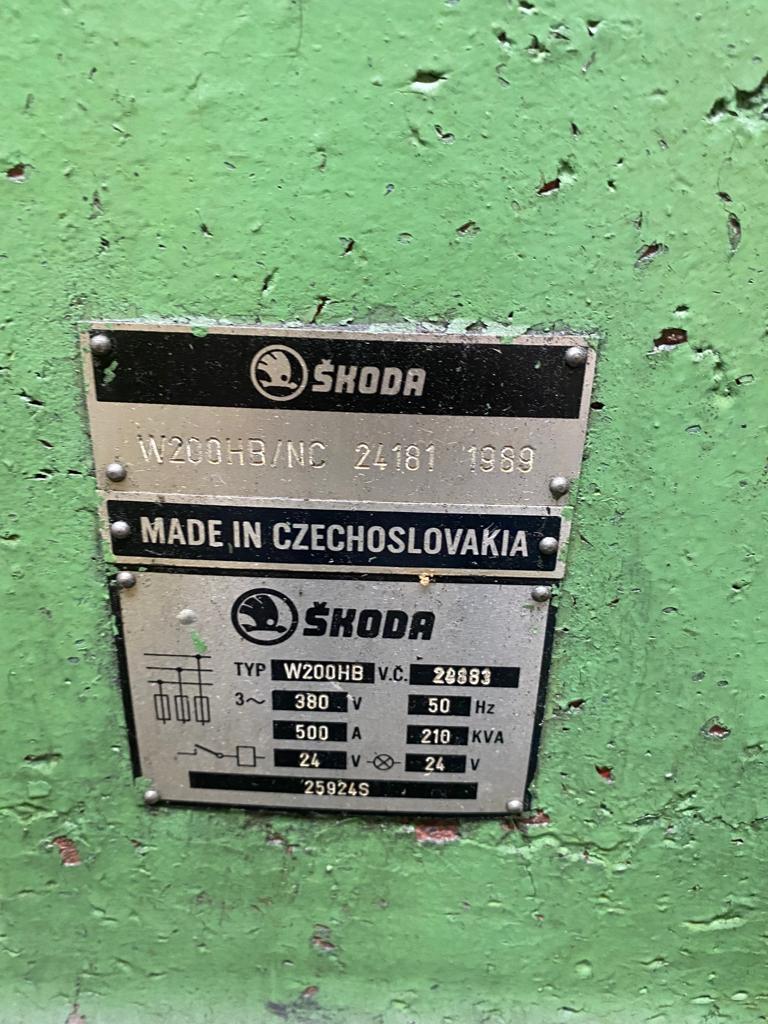 ŠKODA
W200HB/NC 24181 1989
MADE IN CZECHOSLOVAKIA
ŠKODA
TYP W200HB V.Č.
3~ 380 V 50 Hz
500 A 210 KVA
24 V 24 V
25924S